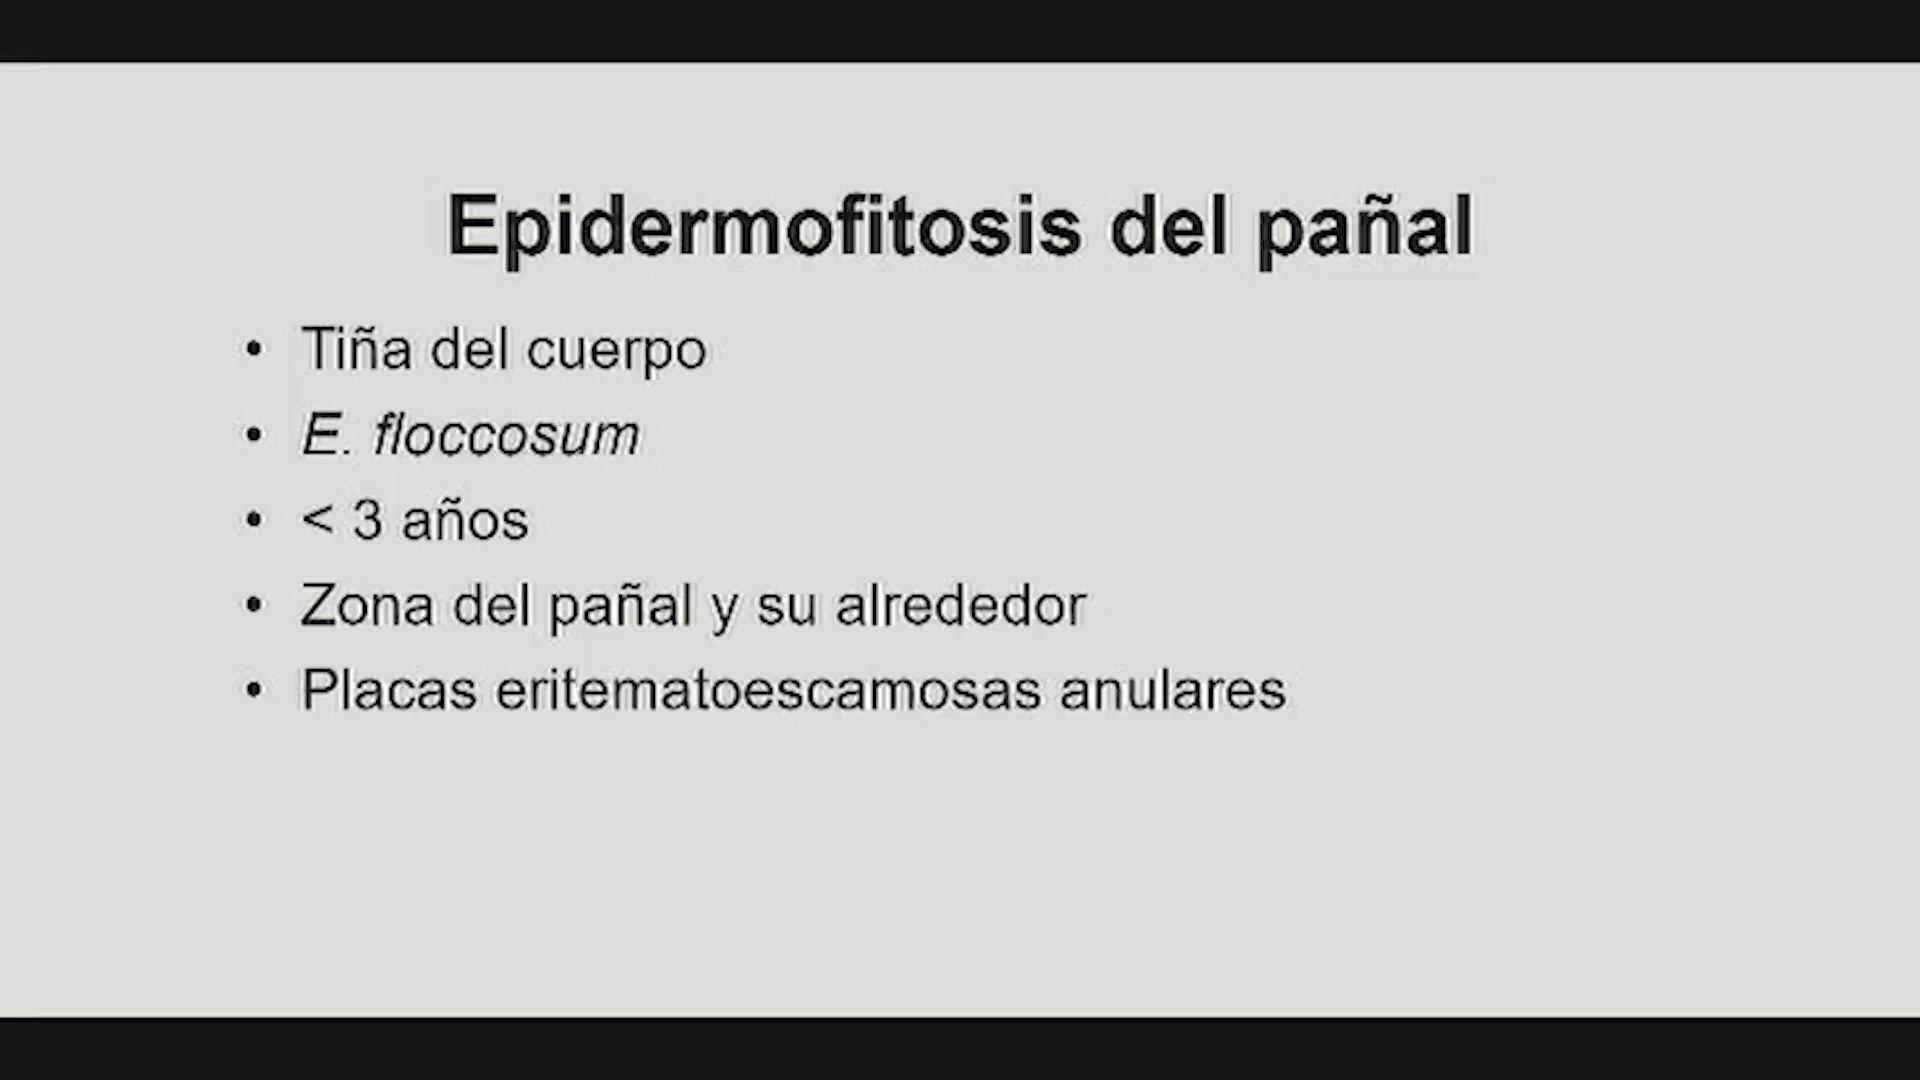 Epidermofitosis del pañal
• Tiña del cuerpo
• E. floccosum
• < 3 años
• Zona del pañal y su alrededor
• Placas eritematoescamosas anulares